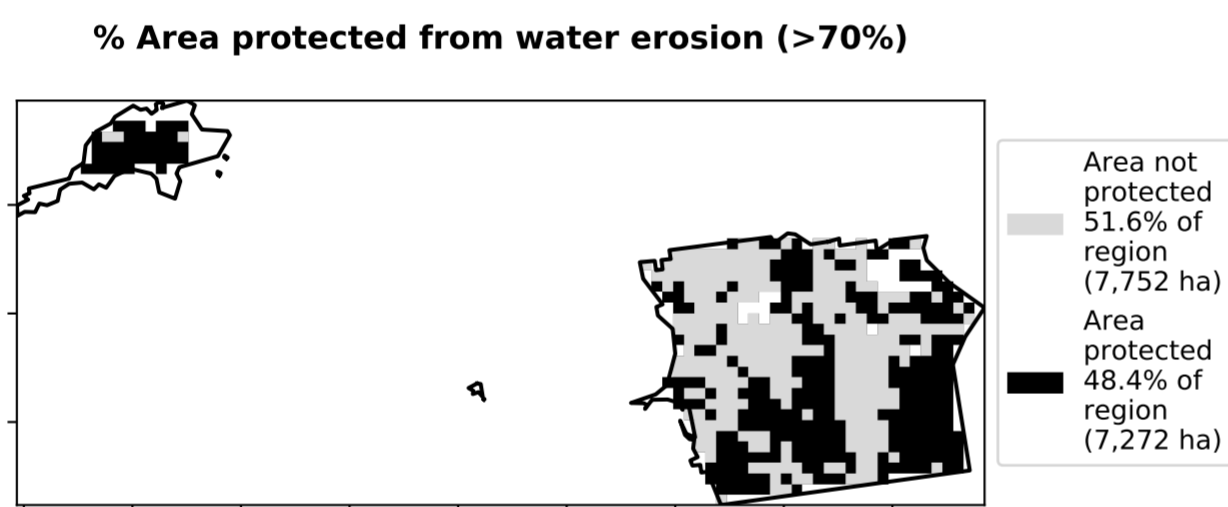 % Area protected from water erosion (>70%)
Area not
protected
51.6% of
region
(7,752 ha)
Area
protected
48.4% of
region
(7,272 ha)